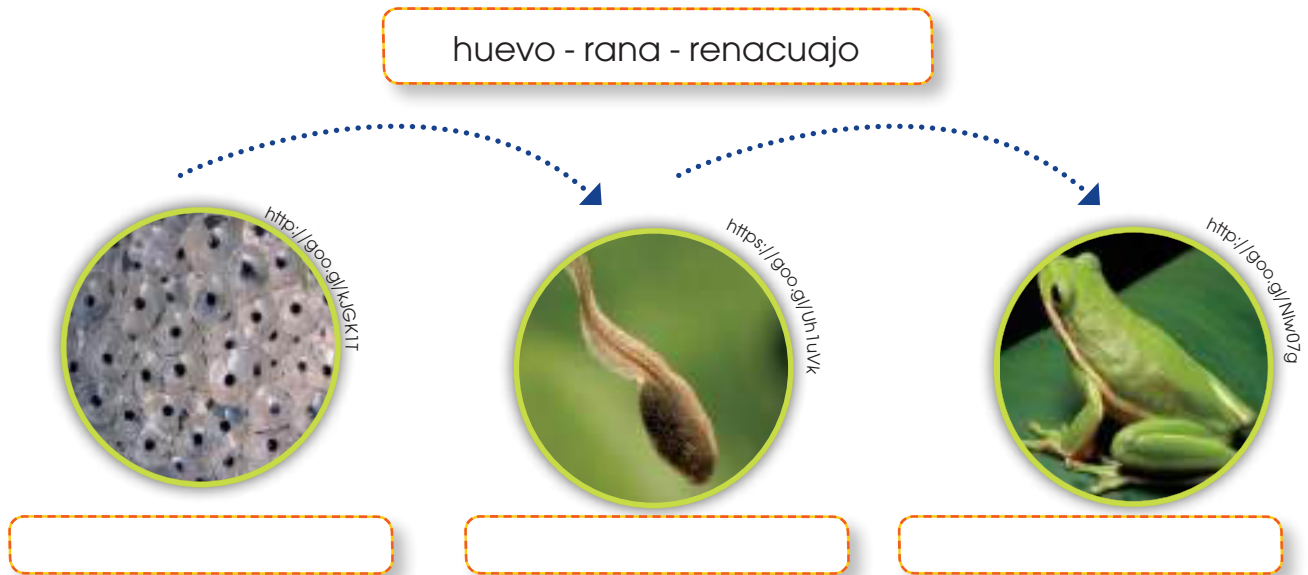 huevo - rana - renacuajo
http://goo.gl/kJGK1T
https://goo.gl/Uh1uVk
http://goo.gl/Nlw07g